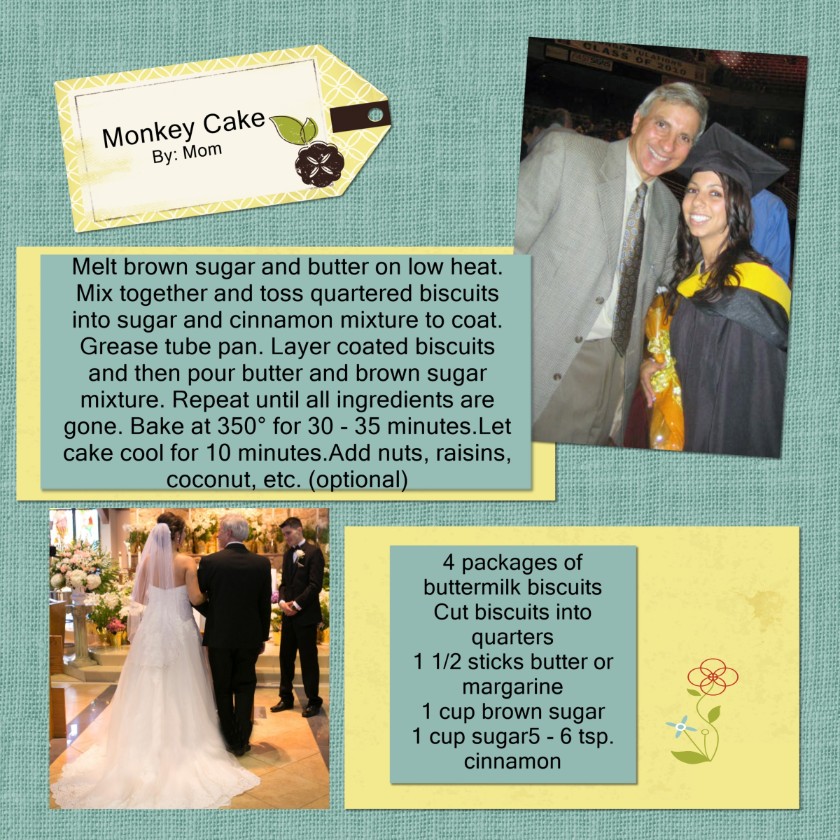 CONGRATULATIONS
CLASS OF 2010
Monkey Cake
By: Mom
Melt brown sugar and butter on low heat.
Mix together and toss quartered biscuits
into sugar and cinnamon mixture to coat.
Grease tube pan. Layer coated biscuits
and then pour butter and brown sugar
mixture. Repeat until all ingredients are
gone. Bake at 350° for 30 - 35 minutes.Let
cake cool for 10 minutes.Add nuts, raisins,
coconut, etc. (optional)
4 packages of
buttermilk biscuits
Cut biscuits into
quarters
1 1/2 sticks butter or
margarine
1 cup brown sugar
1 cup sugar5 - 6 tsp.
cinnamon